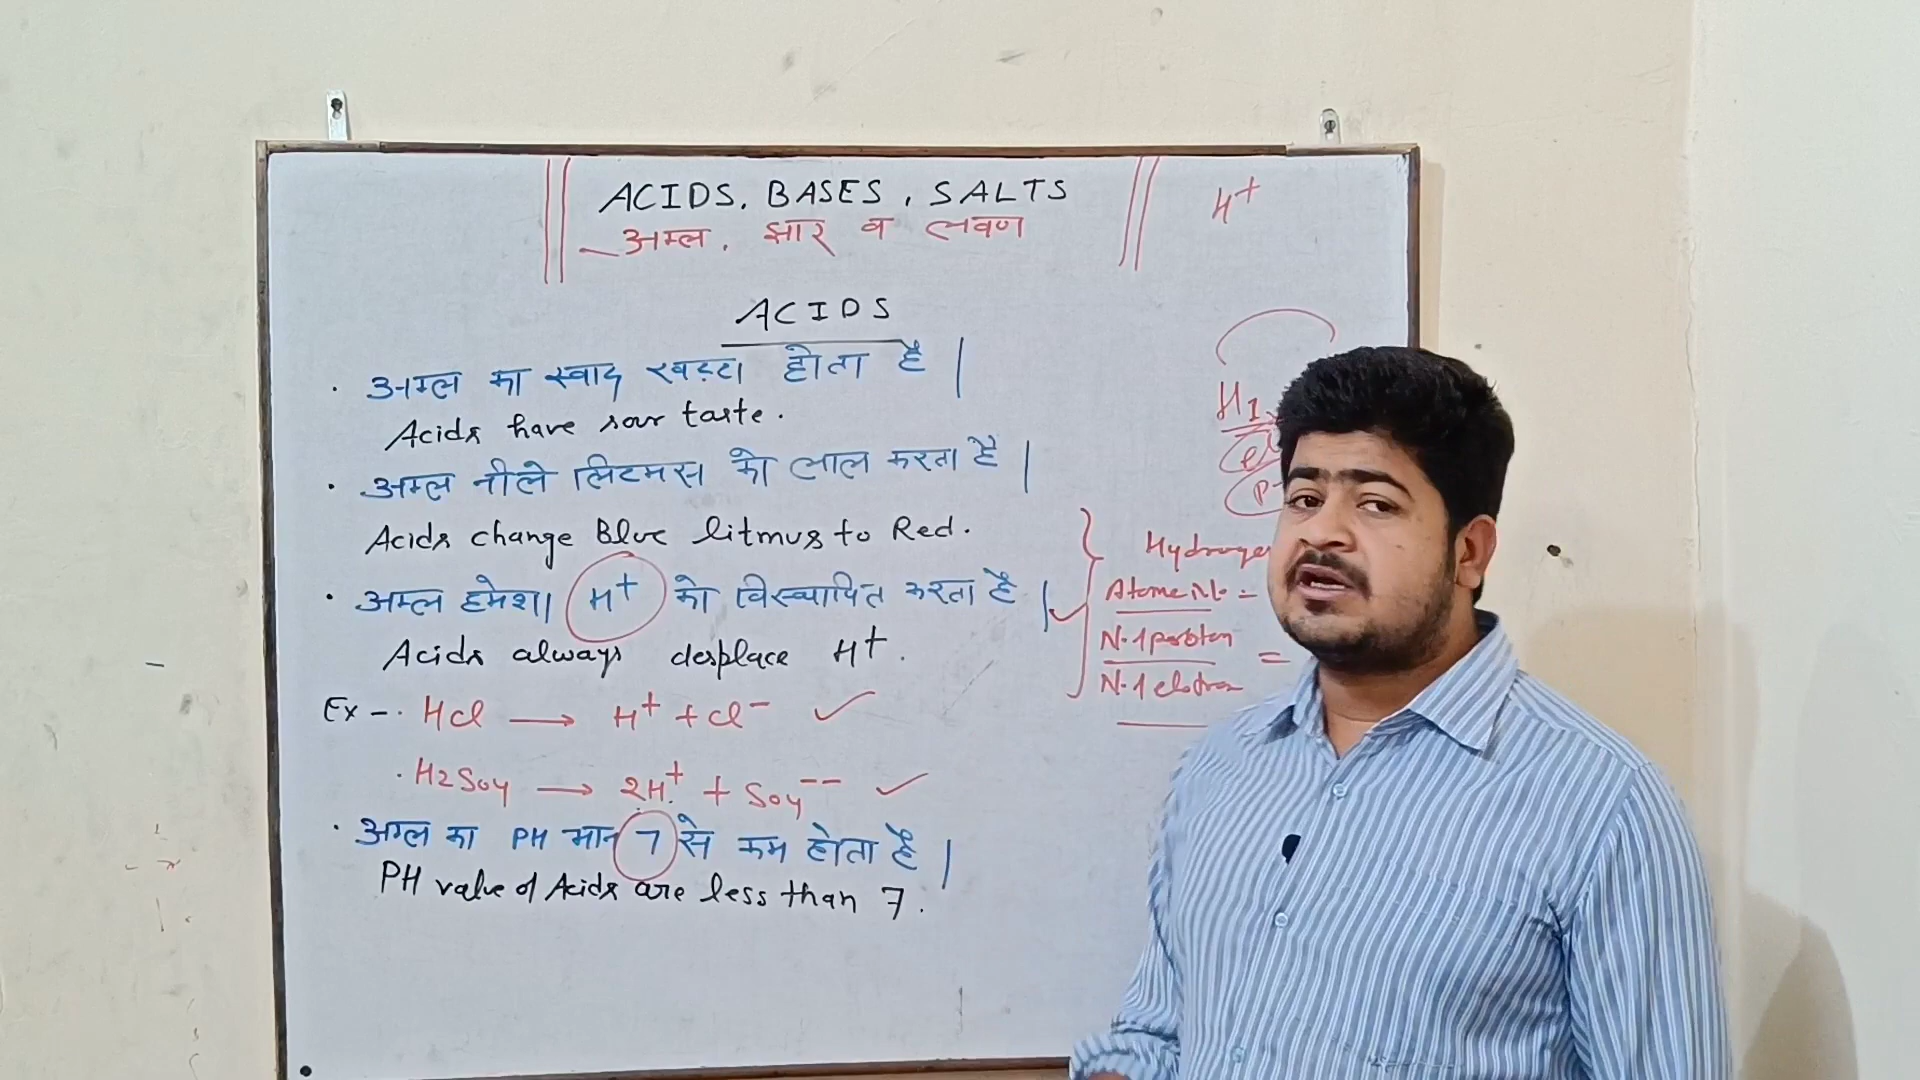 ACIDS, BASES, SALTS
अम्ल, क्षार व लवण
H+
ACIDS
· अम्ल का स्वाद खट्टा होता है |
Acids have sour taste.
· अम्ल नीले लिटमस को लाल करता है |
Acids change Blue litmus to Red.
· अम्ल हमेशा H+ को विस्थापित करता है |
Acids always desplace H+.
Ex - · HCl → H+ + Cl- ✓
· H2SO4 → 2H+ + SO4-- ✓
· अम्ल का PH मान 7 से कम होता है |
PH value of Acids are less than 7.
H1
e
p
Hydrogen
=
=